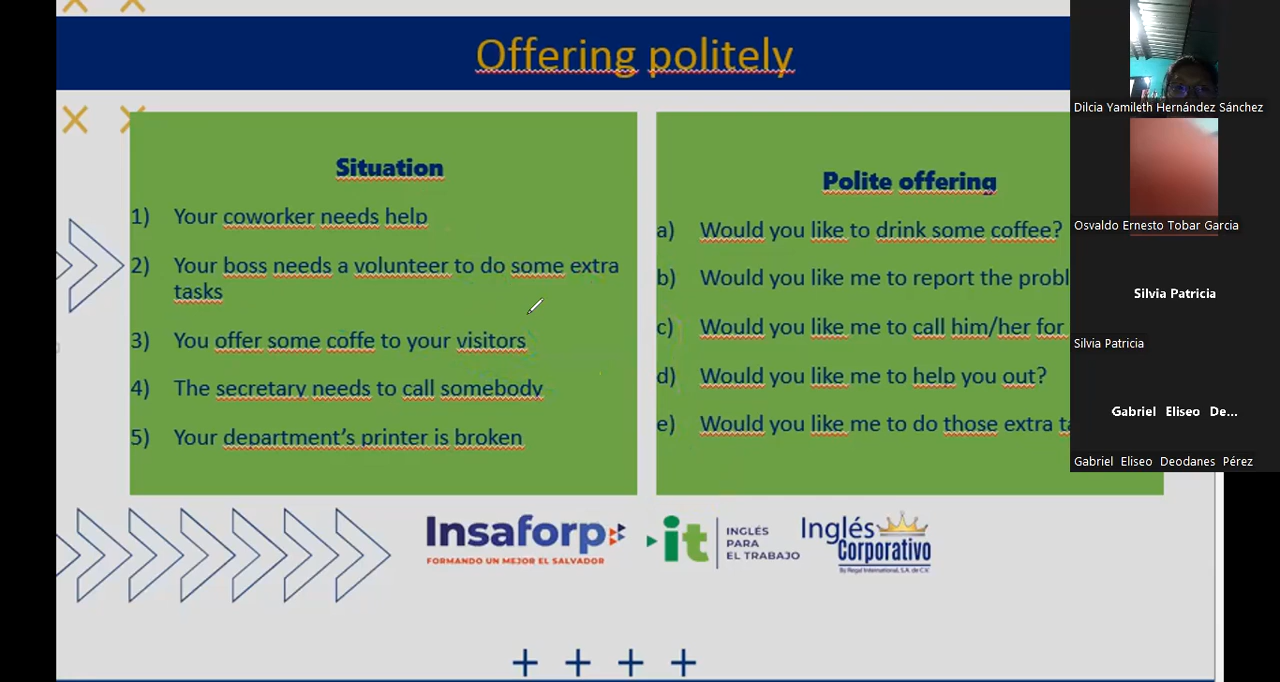 Offering politely
Situation
1) Your coworker needs help
2) Your boss needs a volunteer to do some extra
tasks
3) You offer some coffe to your visitors
4) The secretary needs to call somebody
5) Your department's printer is broken
Polite offering
a) Would you like to drink some coffee?
b) Would you like me to report the probl
c) Would you like me to call him/her for
d) Would you like me to help you out?
e) Would you like me to do those extra ta
Insaforp
FORMANDO UN MEJOR EL SALVADOR
it
INGLÉS
PARA
EL TRABAJO
Inglés
Corporativo
By Regal International, S.A. de C.V.
Dilcia Yamileth Hernández Sánchez
Osvaldo Ernesto Tobar Garcia
Silvia Patricia
Silvia Patricia
Gabriel Eliseo De...
Gabriel Eliseo Deodanes Pérez